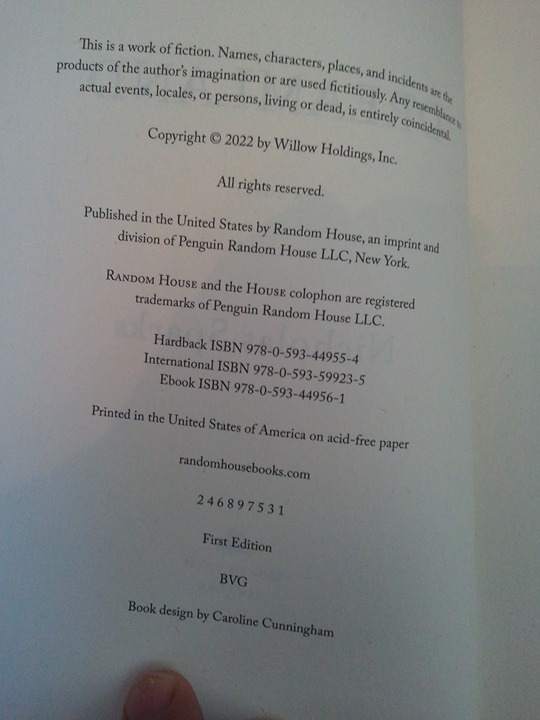 This is a work of fiction. Names, characters, places, and incidents are the
products of the author's imagination or are used fictitiously. Any resemblance to
actual events, locales, or persons, living or dead, is entirely coincidental.
Copyright © 2022 by Willow Holdings, Inc.
All rights reserved.
Published in the United States by Random House, an imprint and
division of Penguin Random House LLC, New York.
RANDOM HOUSE and the HOUSE colophon are registered
trademarks of Penguin Random House LLC.
Hardback ISBN 978-0-593-44955-4
International ISBN 978-0-593-59923-5
Ebook ISBN 978-0-593-44956-1
Printed in the United States of America on acid-free paper
randomhousebooks.com
2 4 6 8 9 7 5 3 1
First Edition
BVG
Book design by Caroline Cunningham